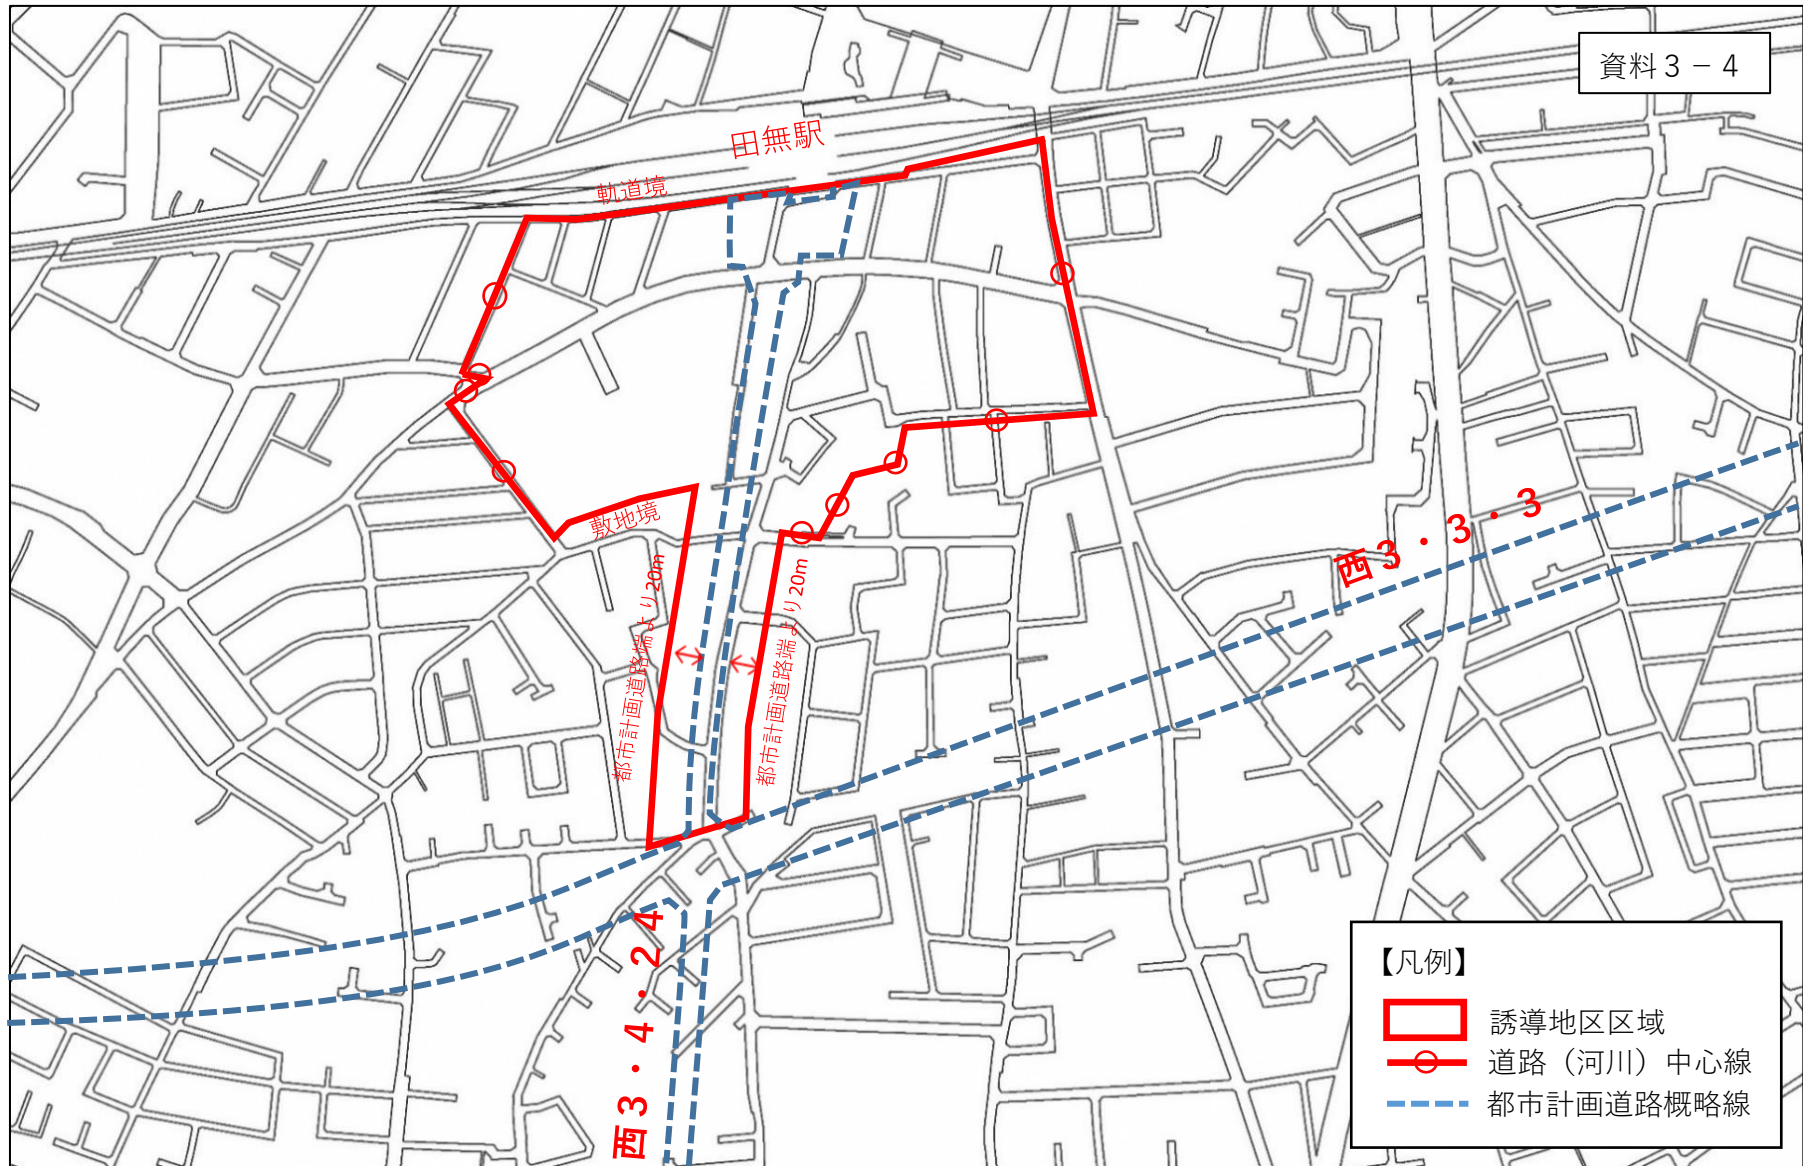 資料３－４
田無駅
軌道境
敷地境
都市計画道路端より20m
都市計画道路端より20m
西３・３・３
西３・４・２４
【凡例】
誘導地区区域
道路（河川）中心線
都市計画道路概略線